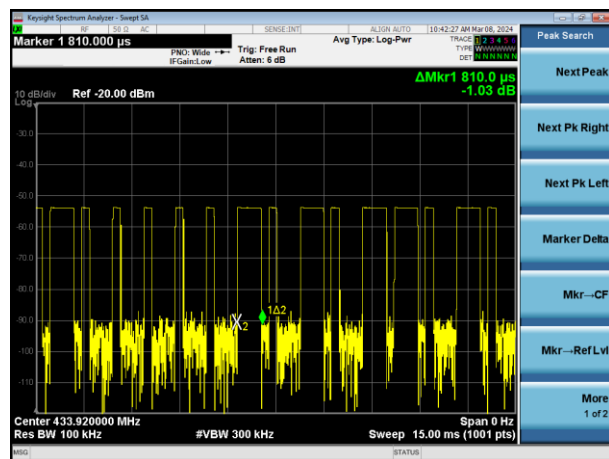 Keysight Spectrum Analyzer - Swept SA
RF 50 Ω AC SENSE:INT ALIGN AUTO 10:42:27 AM Mar 08, 2024
Marker 1 810.000 µs
PNO: Wide
IFGain:Low
Trig: Free Run
Atten: 6 dB
Avg Type: Log-Pwr
TRACE 1 2 3 4 5 6
TYPE W W W W W W
DET N N N N N N
ΔMkr1 810.0 µs
-1.03 dB
10 dB/div Ref -20.00 dBm
Log
-30.0
-40.0
-50.0
-60.0
-70.0
-80.0
-90.0
-100
-110
X2
1Δ2
Center 433.920000 MHz Span 0 Hz
Res BW 100 kHz #VBW 300 kHz Sweep 15.00 ms (1001 pts)
MSG STATUS
Peak Search
Next Peak
Next Pk Right
Next Pk Left
Marker Delta
Mkr→CF
Mkr→Ref Lvl
More
1 of 2